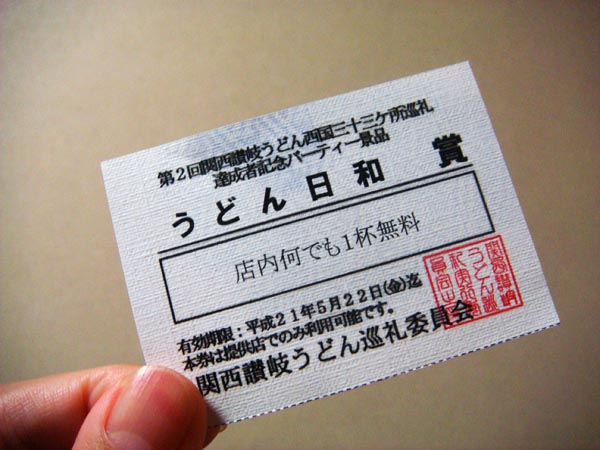 第2回関西讃岐うどん西国三十三ケ所巡礼
達成者記念パーティー景品
うどん日和 賞
店内何でも1杯無料
有効期限:平成21年5月22日(金)迄
本券は提供店でのみ利用可能です。
関西讃岐うどん巡礼委員会